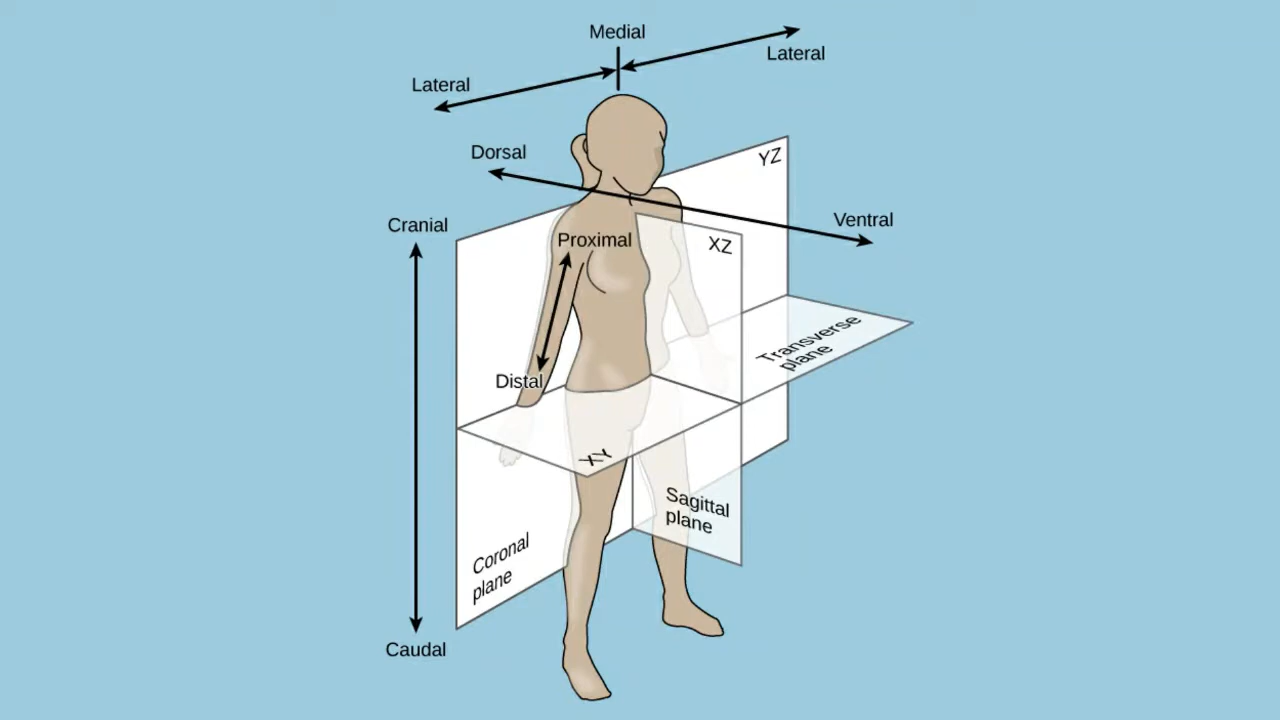 Medial
Lateral
Lateral
Dorsal
YZ
Cranial
Ventral
Proximal
XZ
Transverse
plane
Distal
XY
Sagittal
plane
Coronal
plane
Caudal